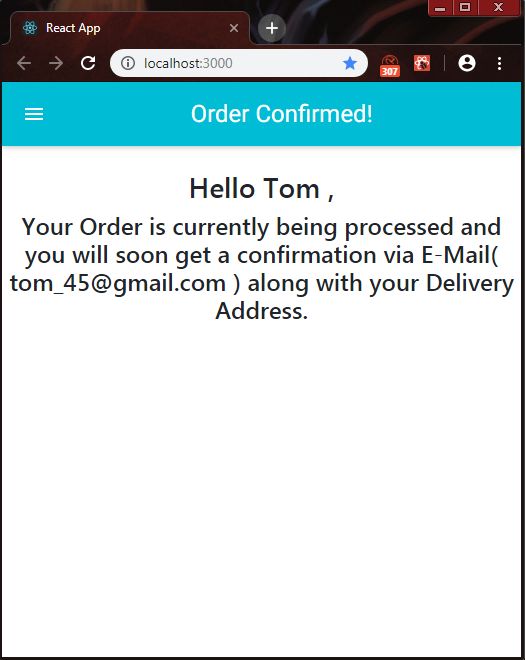 React App
localhost:3000
307
Order Confirmed!
Hello Tom ,
Your Order is currently being processed and
you will soon get a confirmation via E-Mail(
tom_45@gmail.com ) along with your Delivery
Address.